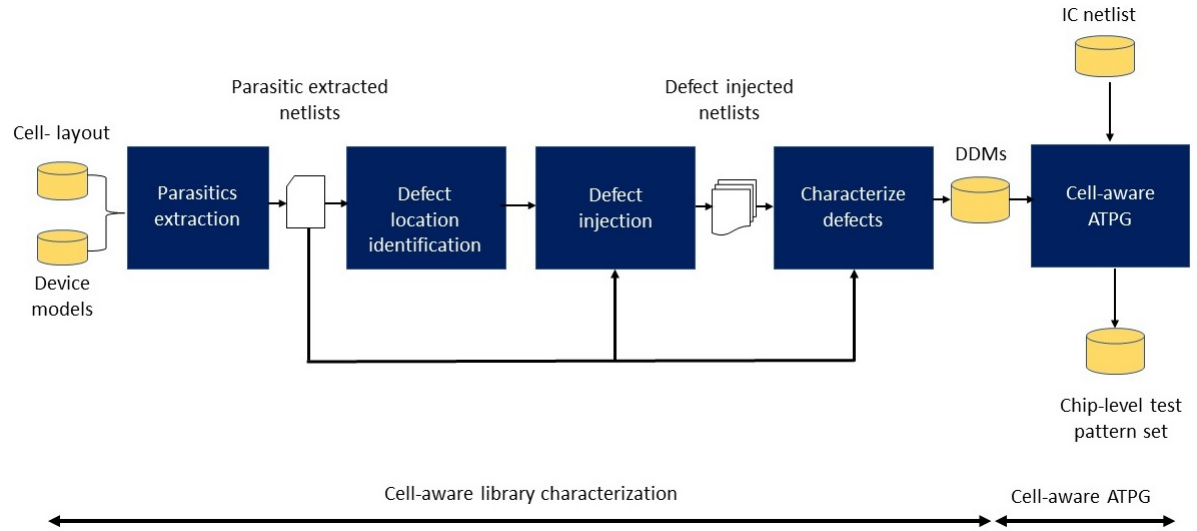 IC netlist
Parasitic extracted
netlists
Defect injected
netlists
Cell- layout
DDMs
Parasitics
extraction
Defect
location
identification
Defect
injection
Characterize
defects
Cell-aware
ATPG
Device
models
Chip-level test
pattern set
Cell-aware library characterization
Cell-aware ATPG